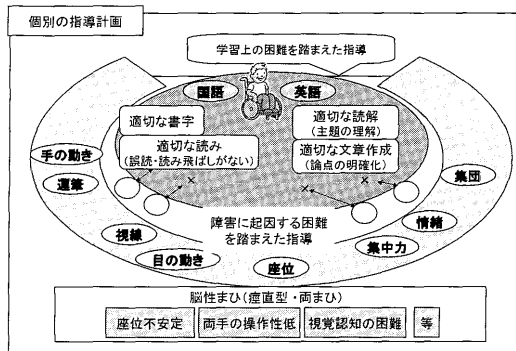 個別の指導計画
学習上の困難を踏まえた指導
国語
英語
適切な書字
適切な読み
(誤読・読み飛ばしがない)
適切な読解
(主題の理解)
適切な文章作成
(論点の明確化)
×
×
手の動き
運筆
視線
目の動き
座位
集中力
情緒
集団
障害に起因する困難
を踏まえた指導
脳性まひ(痙直型・両まひ)
座位不安定
両手の操作性低
視覚認知の困難
等